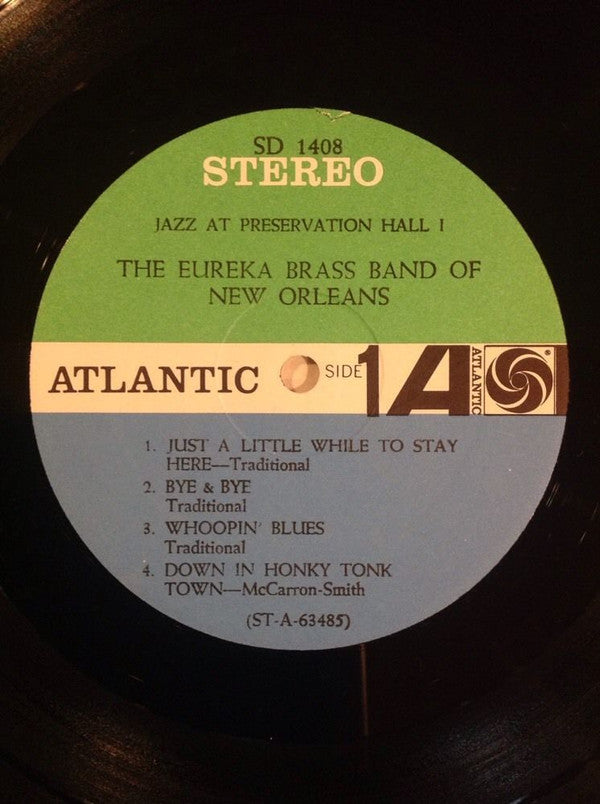 SD 1408
STEREO
JAZZ AT PRESERVATION HALL I
THE EUREKA BRASS BAND OF
NEW ORLEANS
ATLANTIC SIDE 1 A ATLANTIC ®
1. JUST A LITTLE WHILE TO STAY
HERE—Traditional
2. BYE & BYE
Traditional
3. WHOOPIN' BLUES
Traditional
4. DOWN IN HONKY TONK
TOWN—McCarron-Smith
(ST-A-63485)